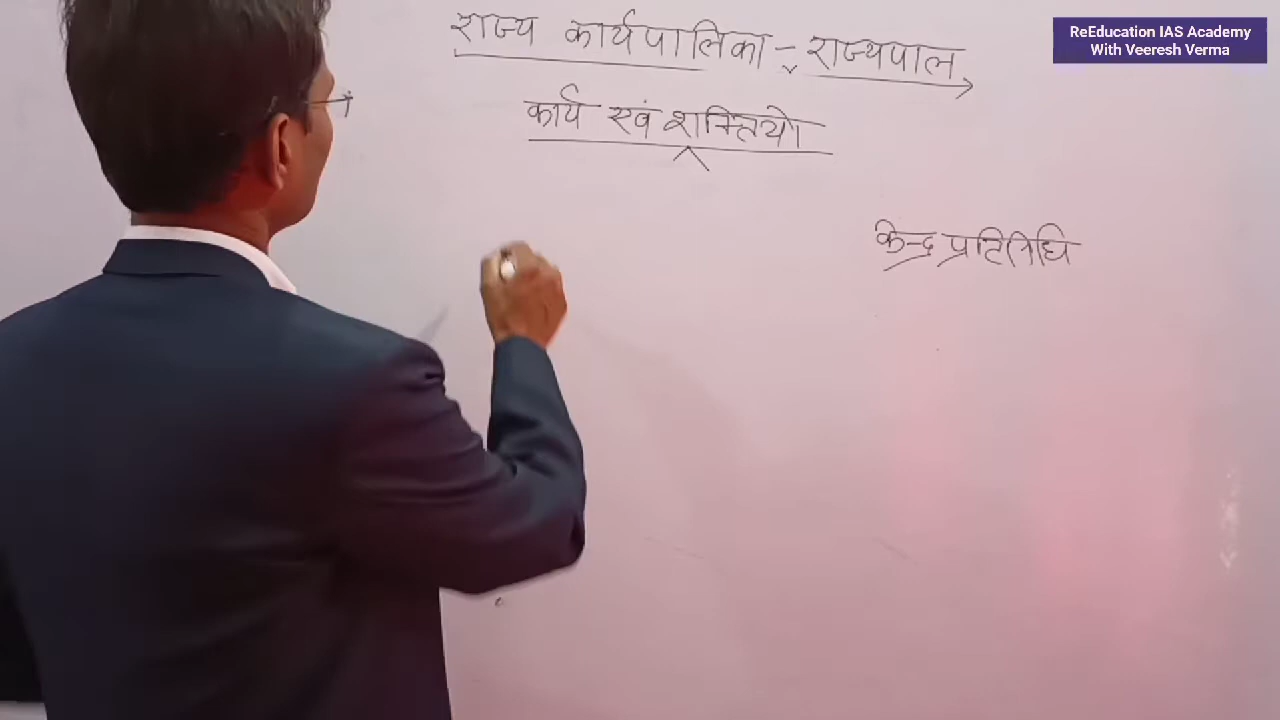 राज्य कार्यपालिका - राज्यपाल
ReEducation IAS Academy
With Veeresh Verma
कार्य एवं शक्तियाँ
केन्द्र प्रतिनिधि